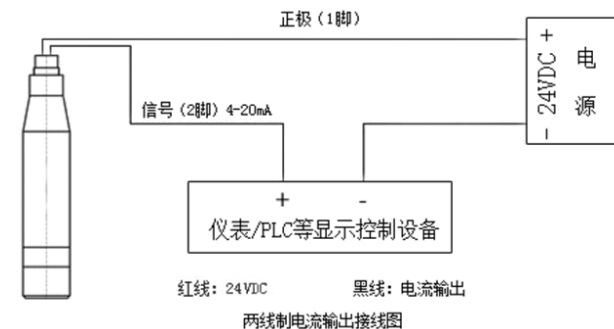 正极（1脚）
- 24VDC +
电源
信号（2脚）4-20mA
+ -
仪表/PLC等显示控制设备
红线：24VDC 黑线：电流输出
两线制电流输出接线图